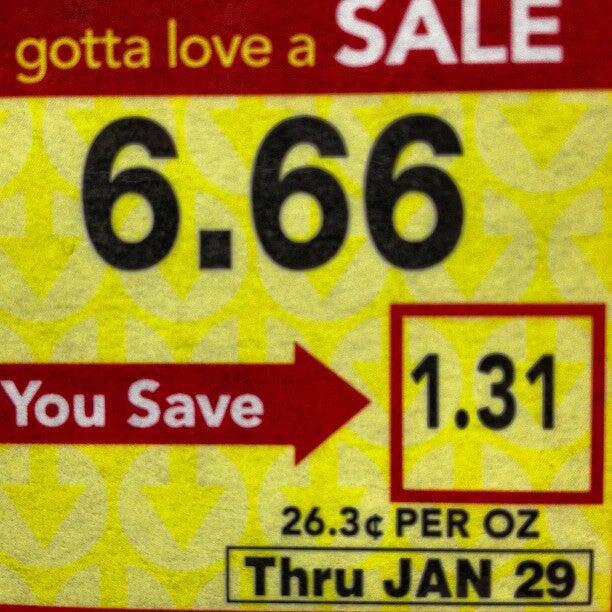 gotta love a SALE
6.66
You Save 1.31
26.3¢ PER OZ
Thru JAN 29